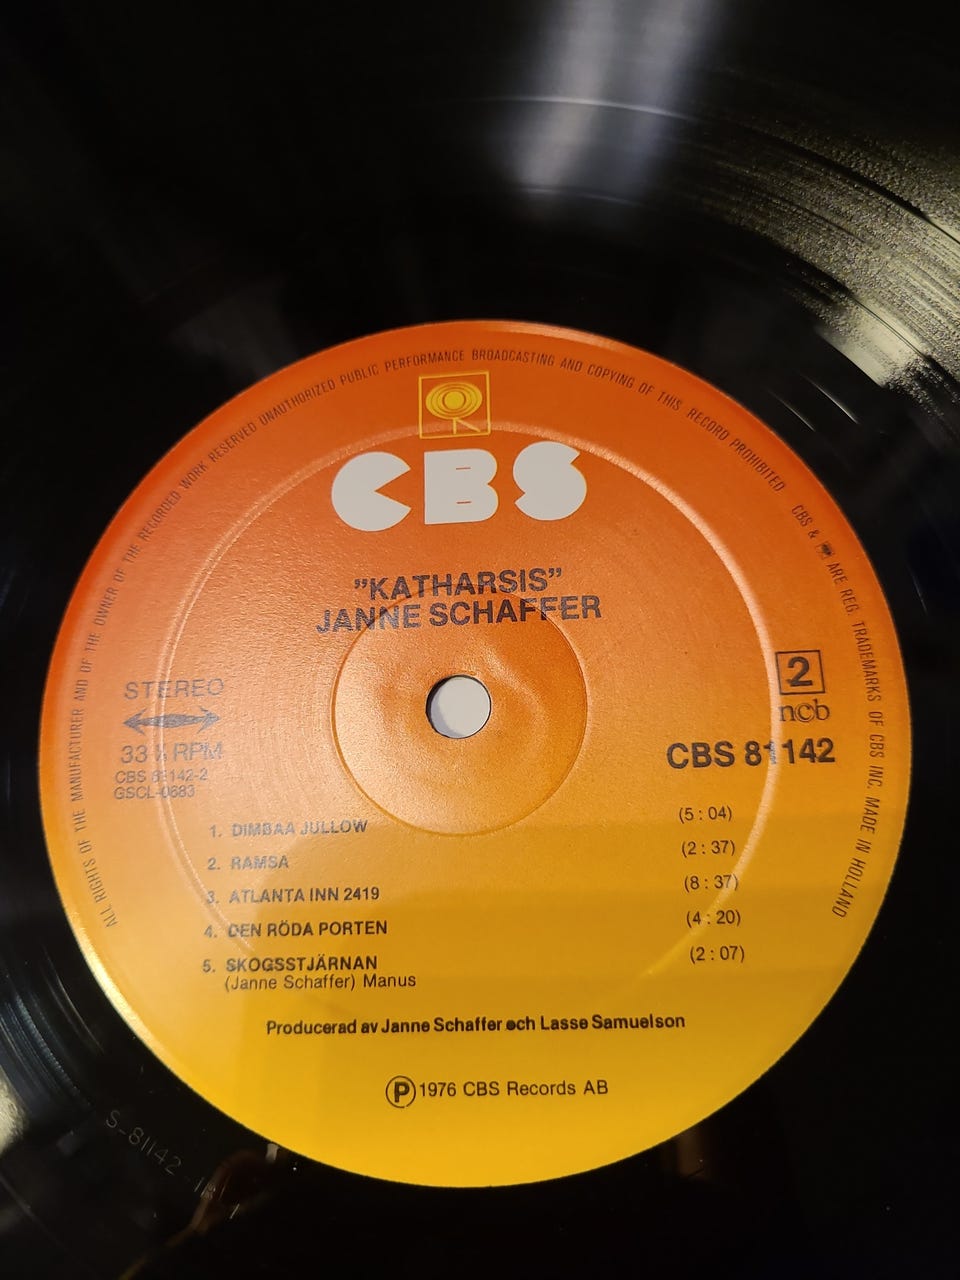 ALL RIGHTS OF THE MANUFACTURER AND OF THE OWNER OF THE RECORDED WORK RESERVED UNAUTHORIZED PUBLIC PERFORMANCE BROADCASTING AND COPYING OF THIS RECORD PROHIBITED
CBS & ARE REG. TRADEMARKS OF CBS INC. MADE IN HOLLAND
CBS
"KATHARSIS"
JANNE SCHAFFER
STEREO
33⅓ RPM
CBS 81142-2
GSCL-0683
2
ncb
CBS 81142
1. DIMBAA JULLOW (5 : 04)
2. RAMSA (2 : 37)
3. ATLANTA INN 2419 (8 : 37)
4. DEN RÖDA PORTEN (4 : 20)
5. SKOGSSTJÄRNAN (2 : 07)
(Janne Schaffer) Manus
Producerad av Janne Schaffer och Lasse Samuelson
Ⓟ 1976 CBS Records AB